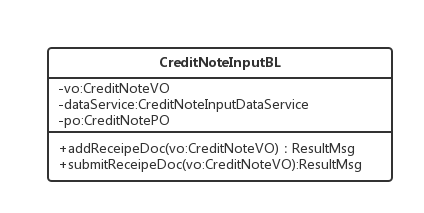 CreditNoteInputBL
-vo:CreditNoteVO
-dataService:CreditNoteInputDataService
-po:CreditNotePO
+addReceipeDoc(vo:CreditNoteVO)：ResultMsg
+submitReceipeDoc(vo:CreditNoteVO):ResultMsg